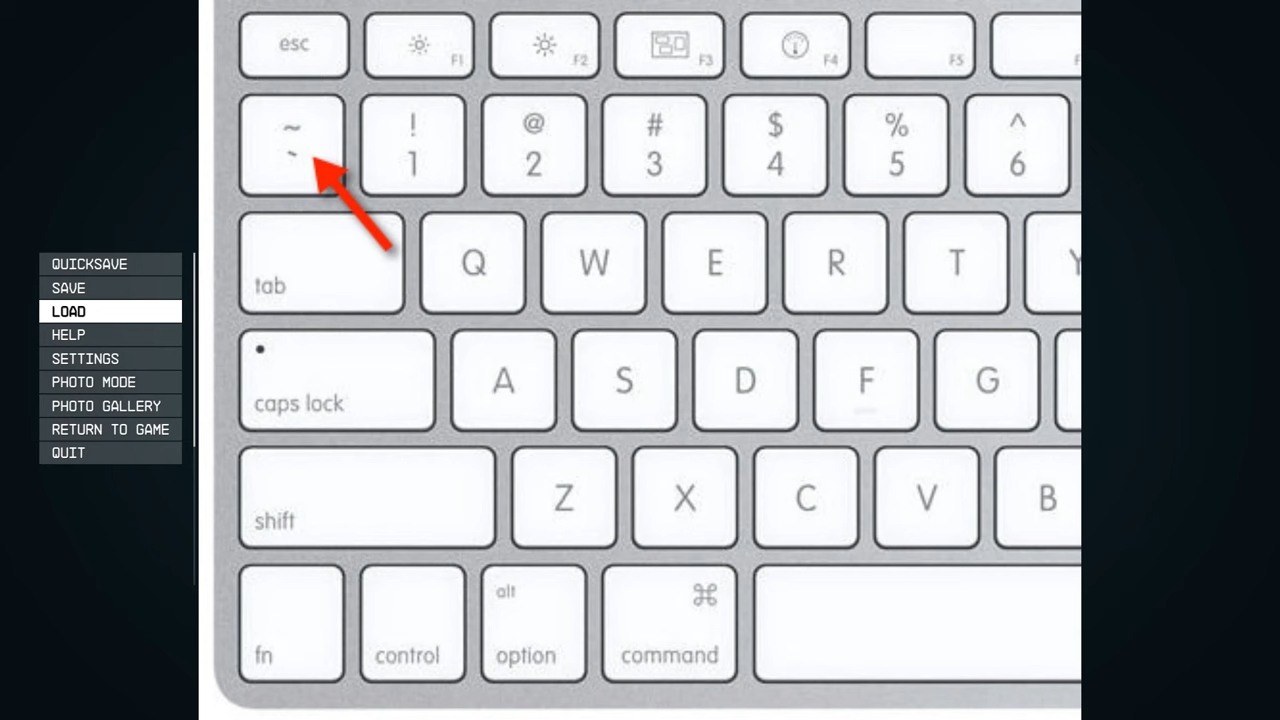 QUICKSAVE
SAVE
LOAD
HELP
SETTINGS
PHOTO MODE
PHOTO GALLERY
RETURN TO GAME
QUIT
esc F1 F2 F3 F4 F5 F
~ ! @ # $ % ^
` 1 2 3 4 5 6
tab Q W E R T Y
caps lock A S D F G
shift Z X C V B
alt ⌘
fn control option command